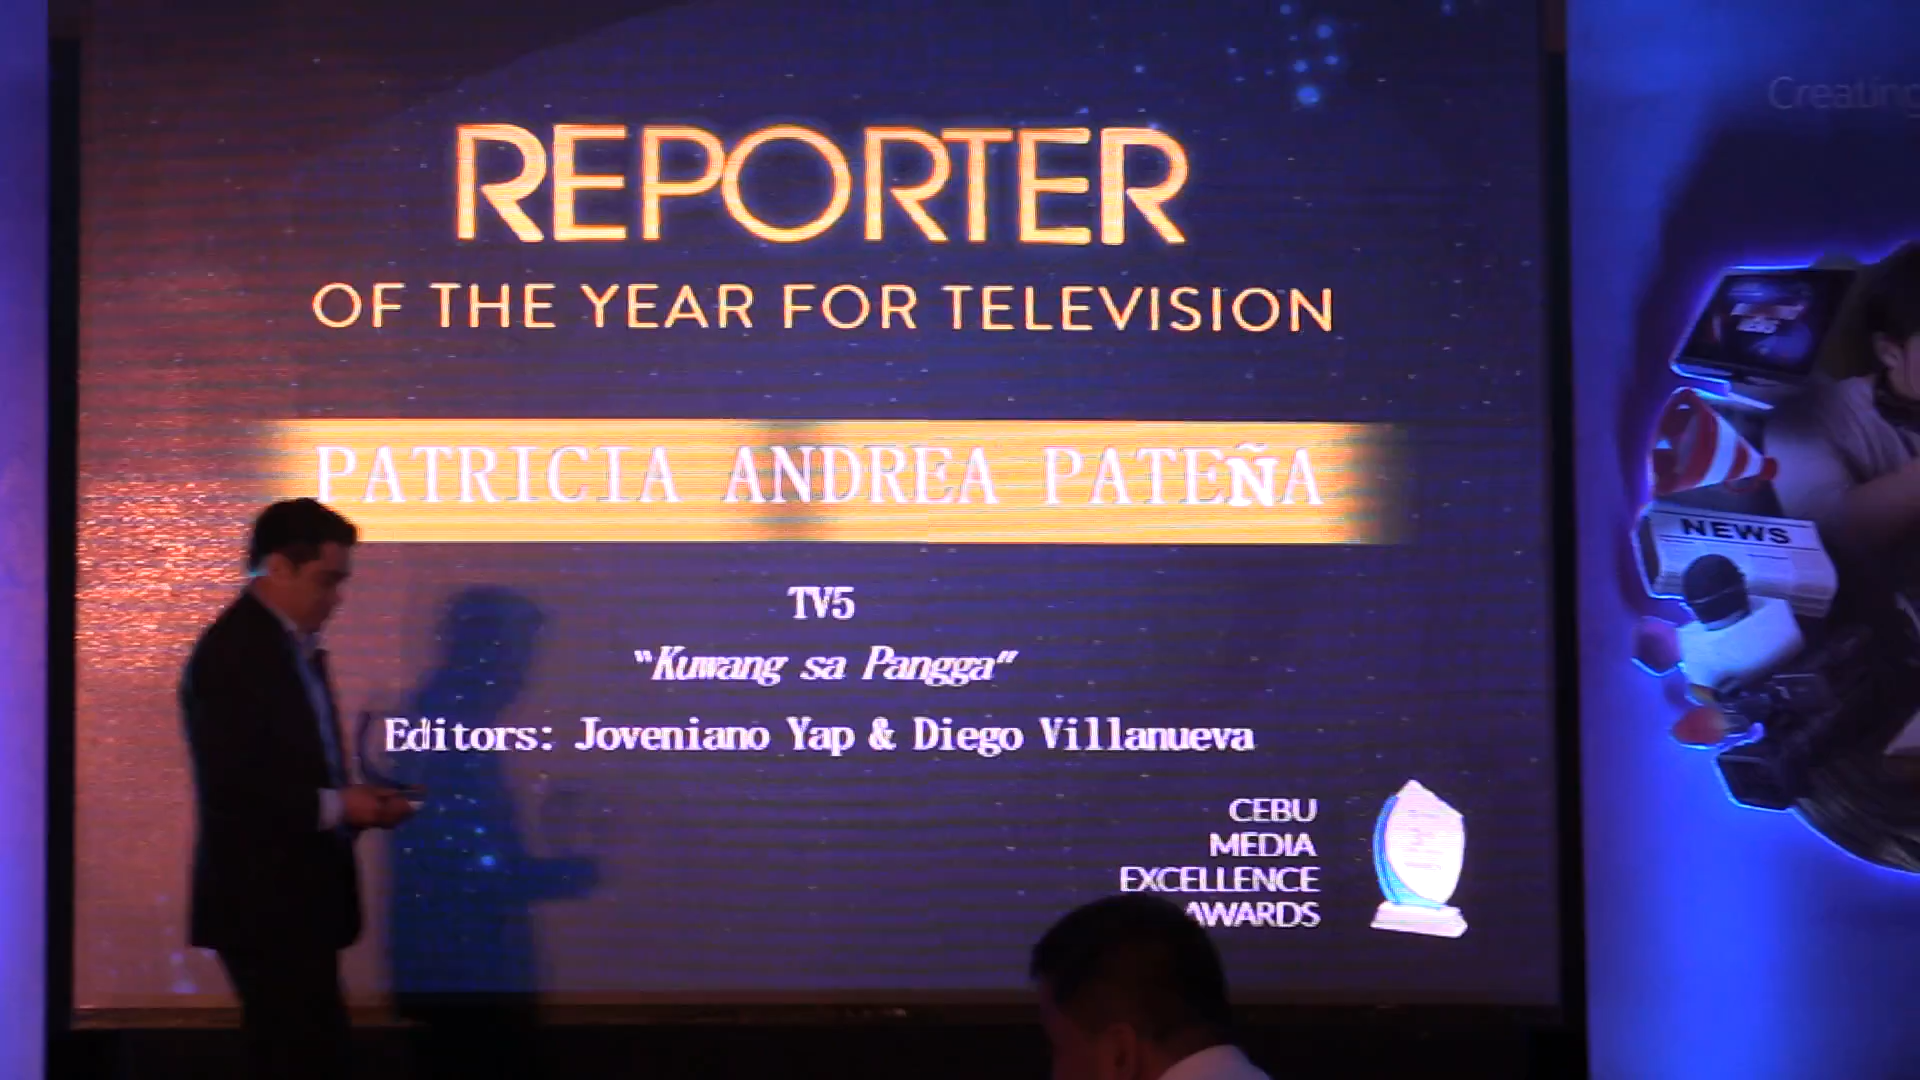 REPORTER
OF THE YEAR FOR TELEVISION
PATRICIA ANDREA PATEÑA
TV5
“Kuwang sa Pangga”
Editors: Joveniano Yap & Diego Villanueva
CEBU
MEDIA
EXCELLENCE
AWARDS
Creating
NEWS